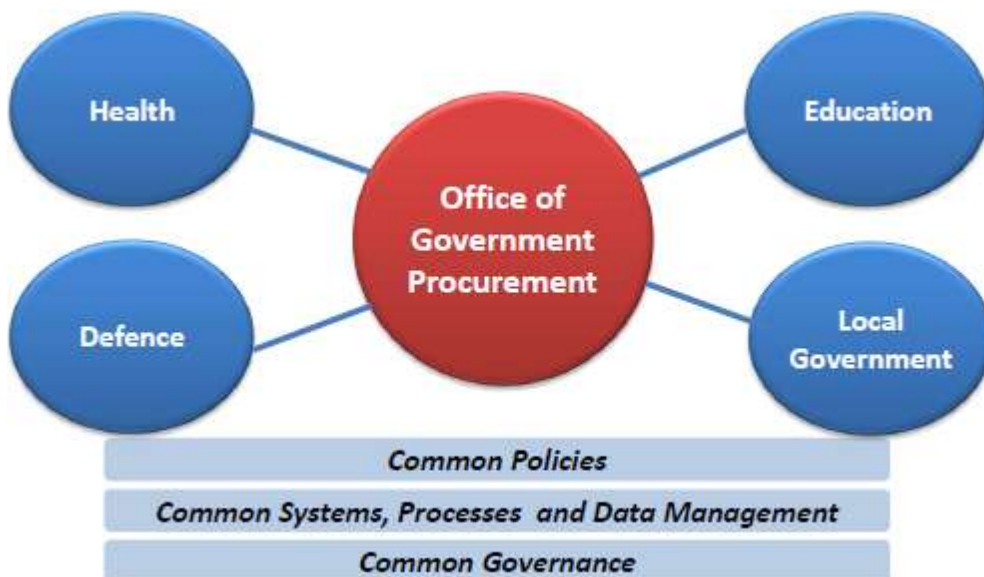 Health
Education
Office of
Government
Procurement
Defence
Local
Government
Common Policies
Common Systems, Processes and Data Management
Common Governance